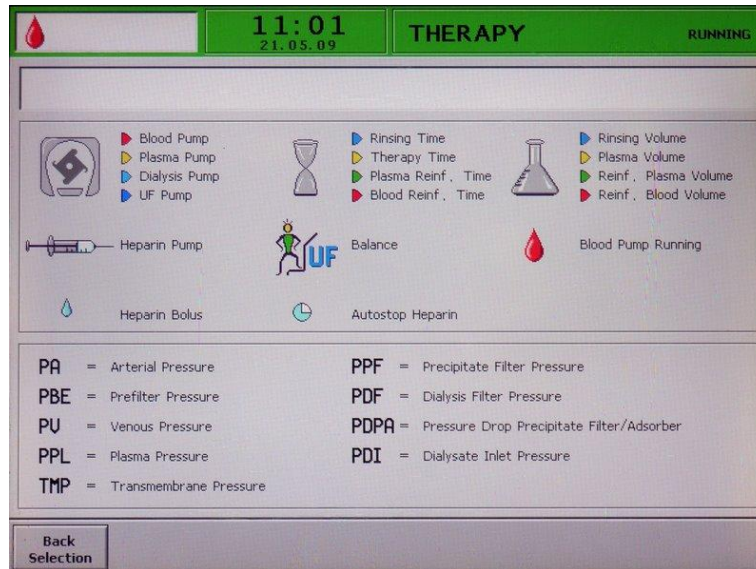 11:01
21.05.09
THERAPY
RUNNING
Blood Pump
Plasma Pump
Dialysis Pump
UF Pump
Rinsing Time
Therapy Time
Plasma Reinf. Time
Blood Reinf. Time
Rinsing Volume
Plasma Volume
Reinf. Plasma Volume
Reinf. Blood Volume
Heparin Pump
UF
Balance
Blood Pump Running
Heparin Bolus
Autostop Heparin
PA = Arterial Pressure
PBE = Prefilter Pressure
PV = Venous Pressure
PPL = Plasma Pressure
TMP = Transmembrane Pressure
PPF = Precipitate Filter Pressure
PDF = Dialysis Filter Pressure
PDPA = Pressure Drop Precipitate Filter/Adsorber
PDI = Dialysate Inlet Pressure
Back
Selection